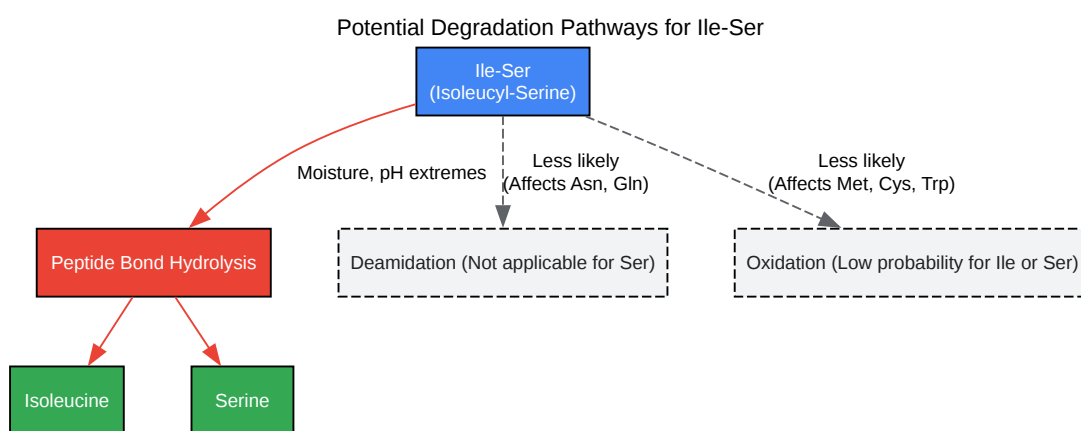 Potential Degradation Pathways for Ile-Ser
Ile-Ser
(Isoleucyl-Serine)
Moisture, pH extremes
Less likely
(Affects Asn, Gln)
Less likely
(Affects Met, Cys, Trp)
Peptide Bond Hydrolysis
Deamidation (Not applicable for Ser)
Oxidation (Low probability for Ile or Ser)
Isoleucine
Serine